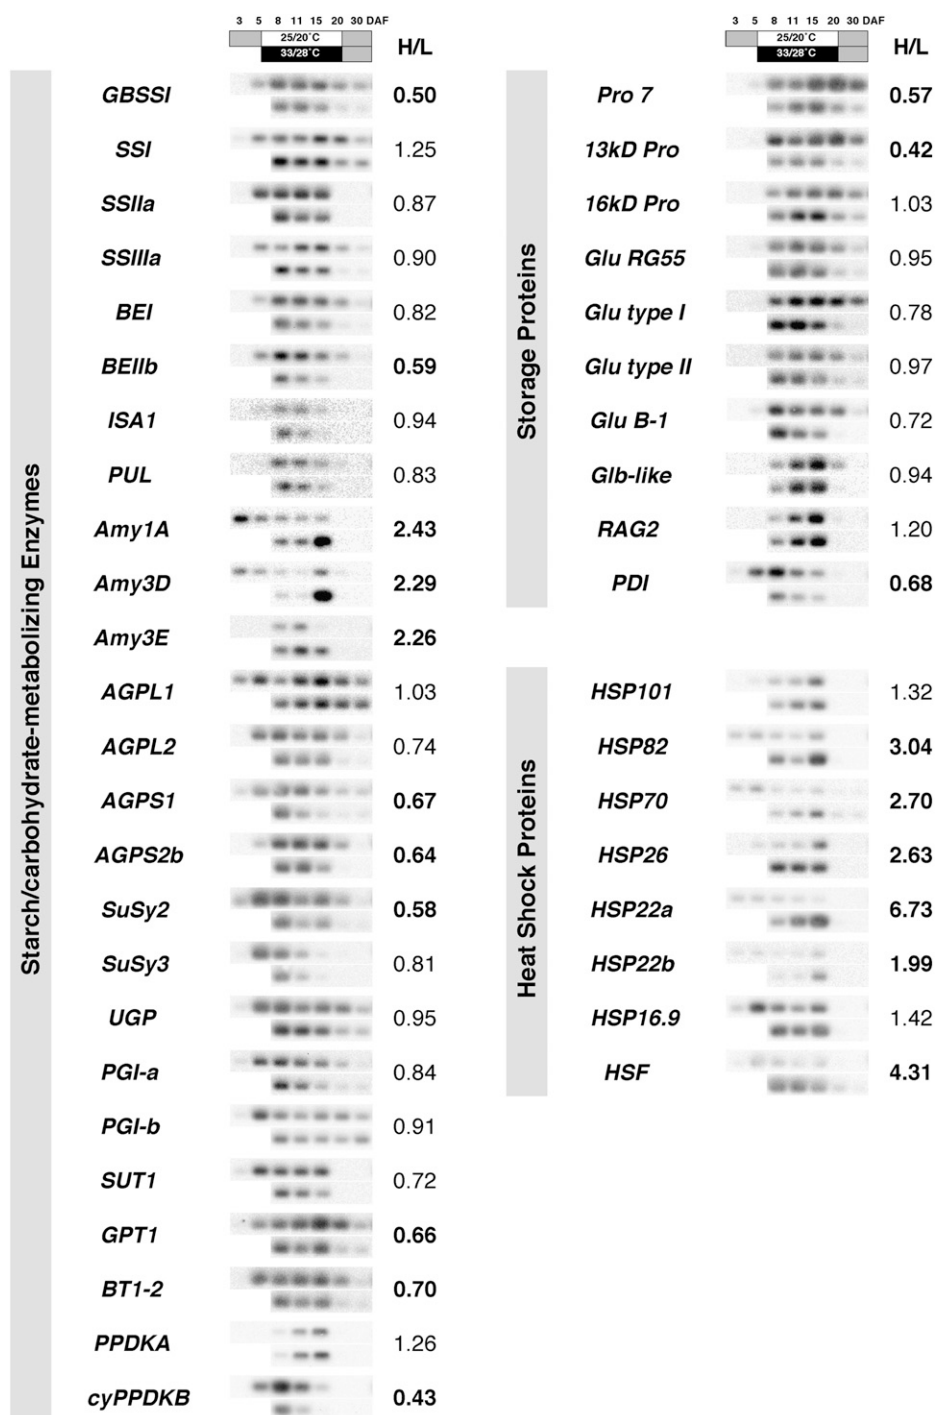 3 5 8 11 15 20 30 DAF
25/20°C
33/28°C
H/L
Starch/carbohydrate-metabolizing Enzymes
GBSSI 0.50
SSI 1.25
SSIIa 0.87
SSIIIa 0.90
BEI 0.82
BEIIb 0.59
ISA1 0.94
PUL 0.83
Amy1A 2.43
Amy3D 2.29
Amy3E 2.26
AGPL1 1.03
AGPL2 0.74
AGPS1 0.67
AGPS2b 0.64
SuSy2 0.58
SuSy3 0.81
UGP 0.95
PGI-a 0.84
PGI-b 0.91
SUT1 0.72
GPT1 0.66
BT1-2 0.70
PPDKA 1.26
cyPPDKB 0.43
3 5 8 11 15 20 30 DAF
25/20°C
33/28°C
H/L
Storage Proteins
Pro 7 0.57
13kD Pro 0.42
16kD Pro 1.03
Glu RG55 0.95
Glu type I 0.78
Glu type II 0.97
Glu B-1 0.72
Glb-like 0.94
RAG2 1.20
PDI 0.68
Heat Shock Proteins
HSP101 1.32
HSP82 3.04
HSP70 2.70
HSP26 2.63
HSP22a 6.73
HSP22b 1.99
HSP16.9 1.42
HSF 4.31